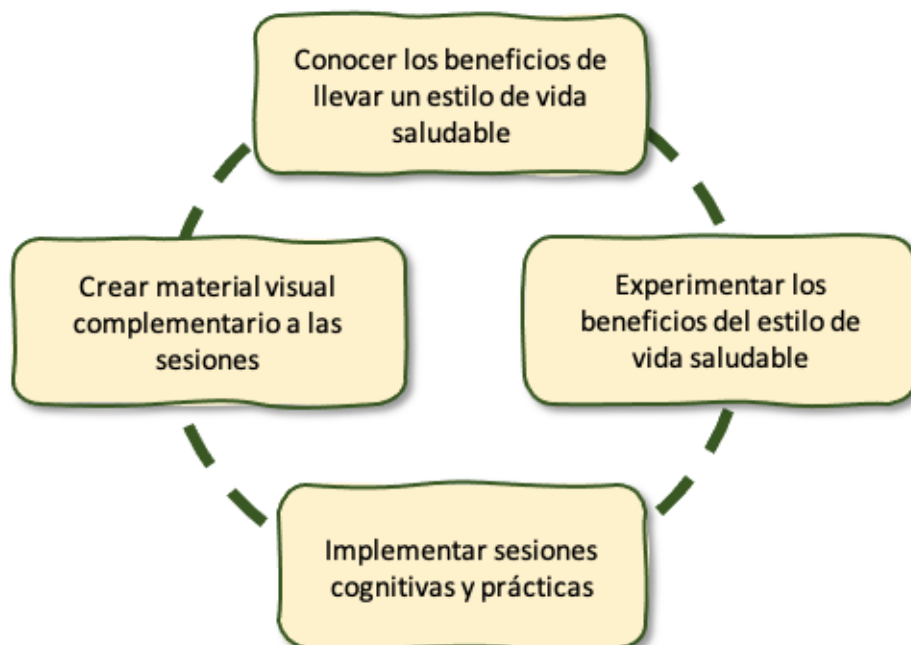 Conocer los beneficios de
llevar un estilo de vida
saludable
Crear material visual
complementario a las
sesiones
Experimentar los
beneficios del estilo de
vida saludable
Implementar sesiones
cognitivas y prácticas